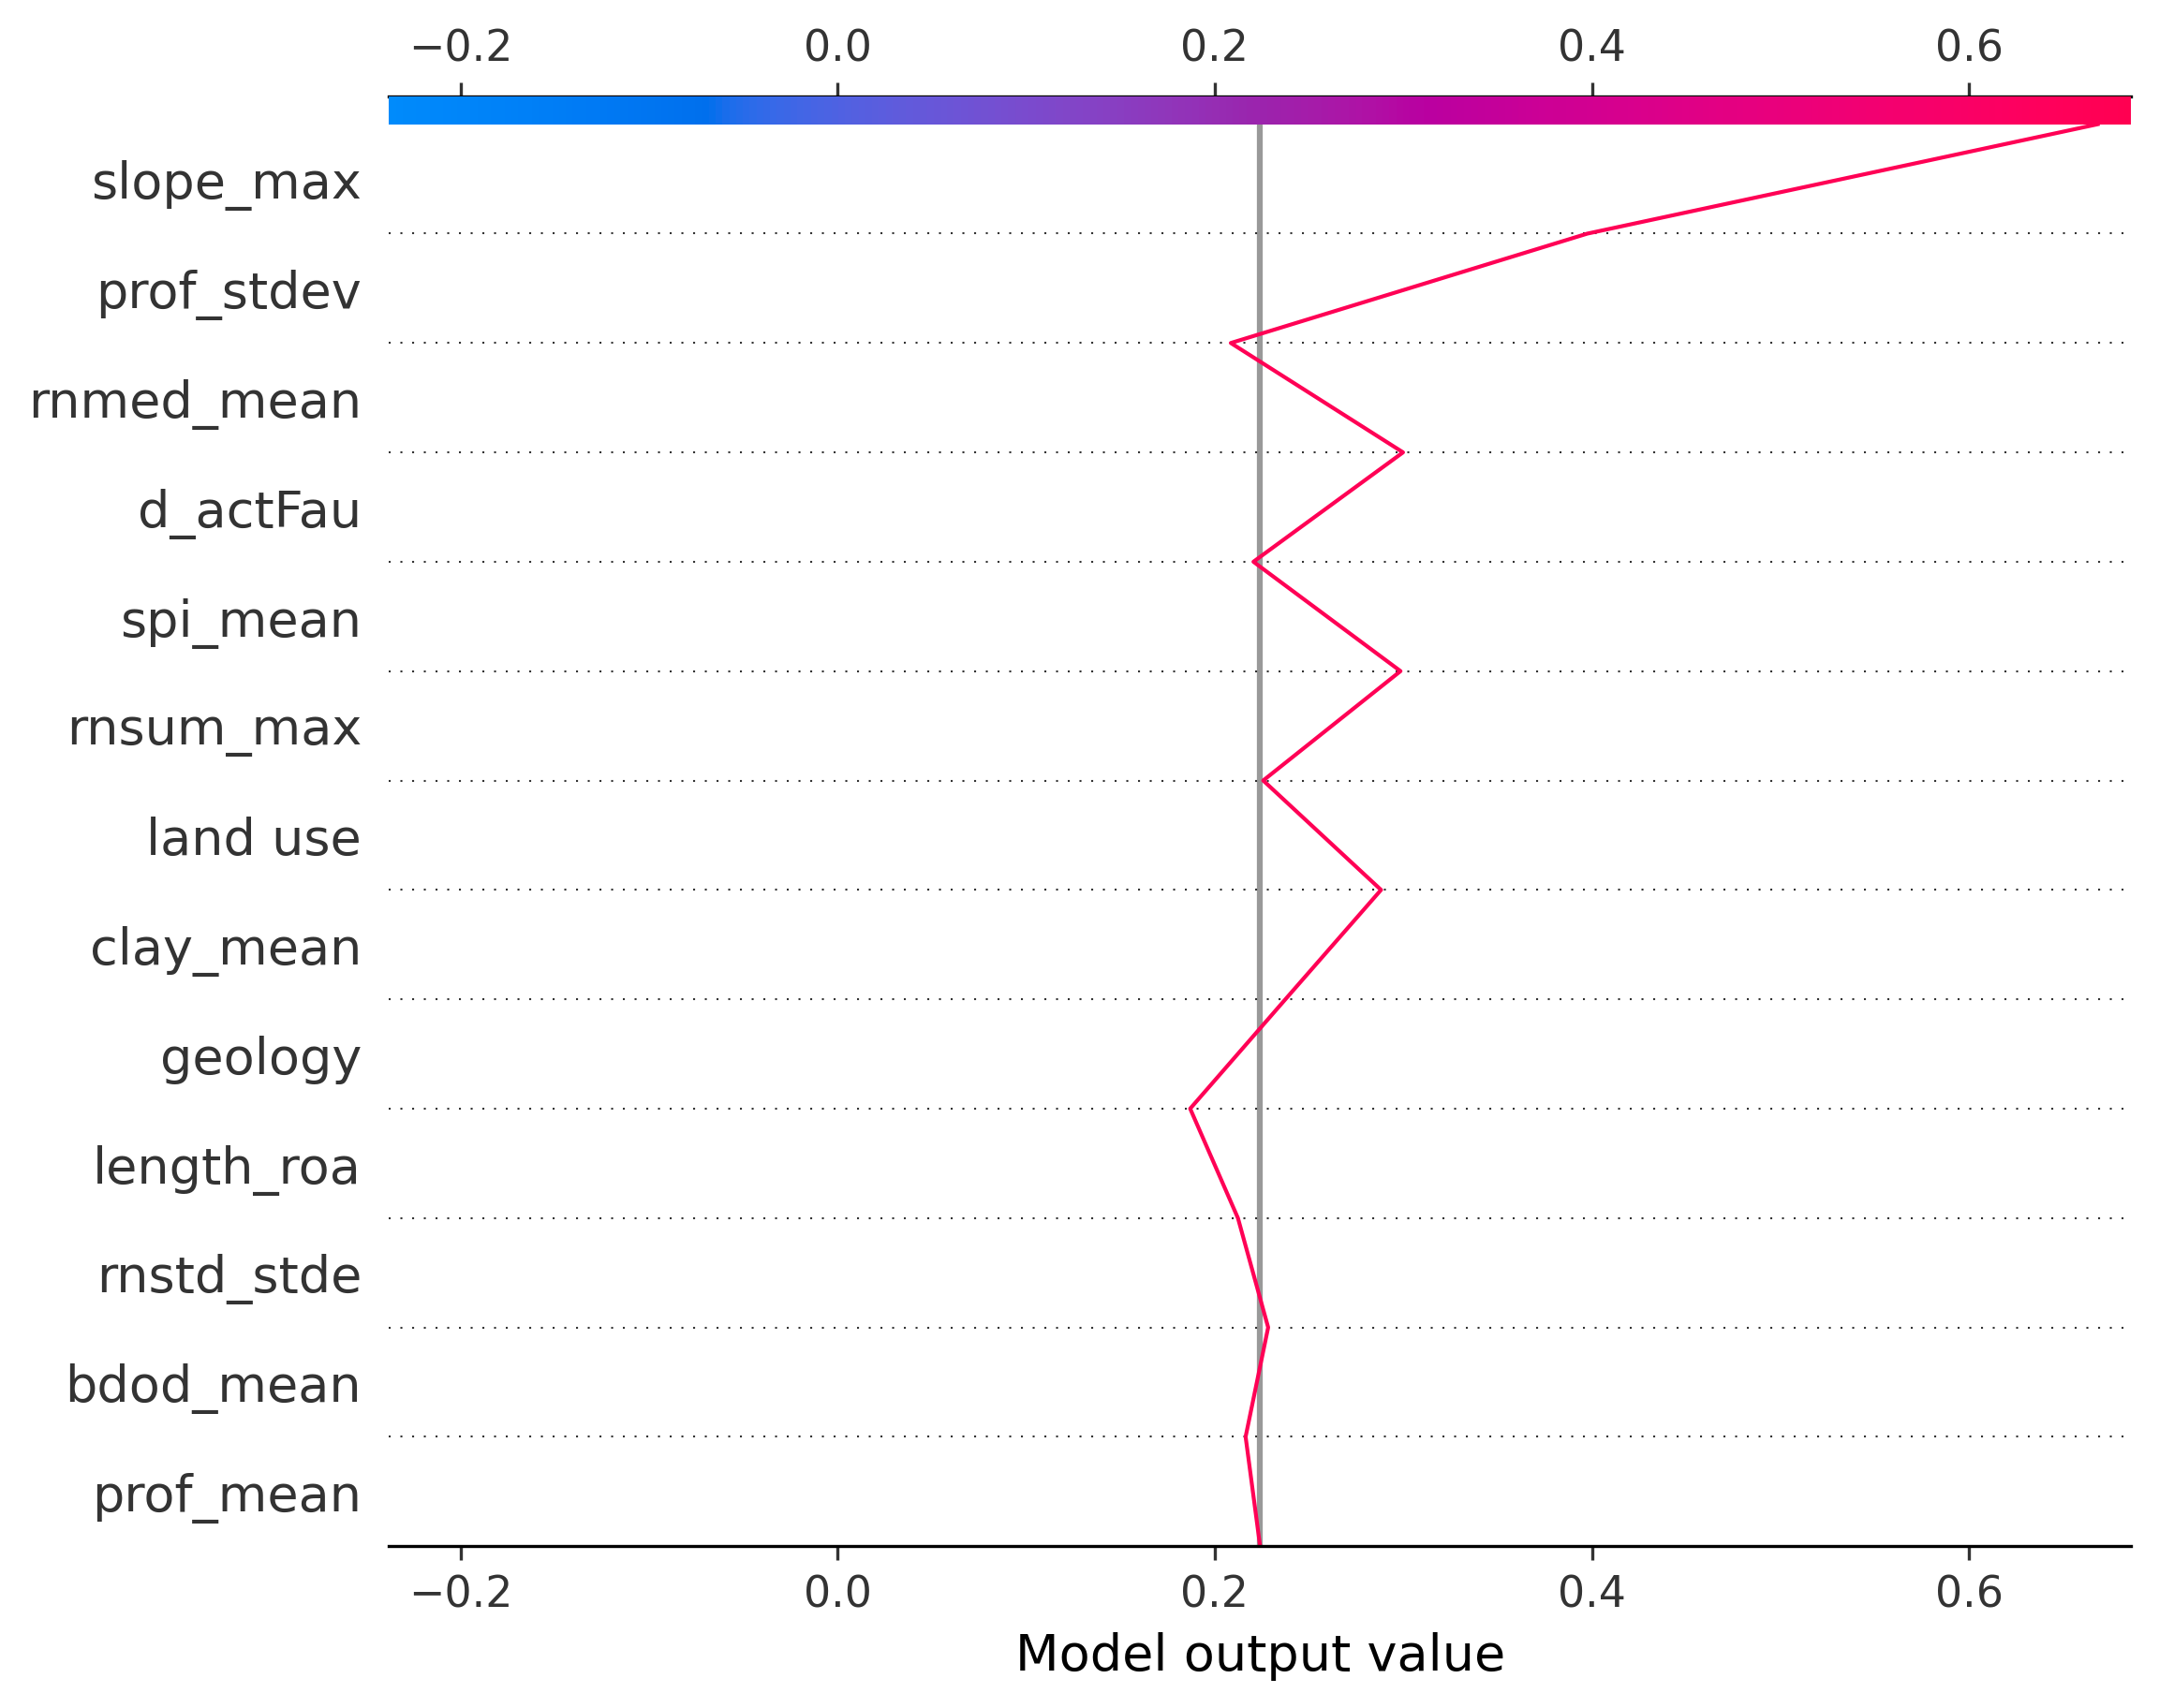 −0.2 0.0 0.2 0.4 0.6
slope_max
prof_stdev
rnmed_mean
d_actFau
spi_mean
rnsum_max
land use
clay_mean
geology
length_roa
rnstd_stde
bdod_mean
prof_mean
−0.2 0.0 0.2 0.4 0.6
Model output value